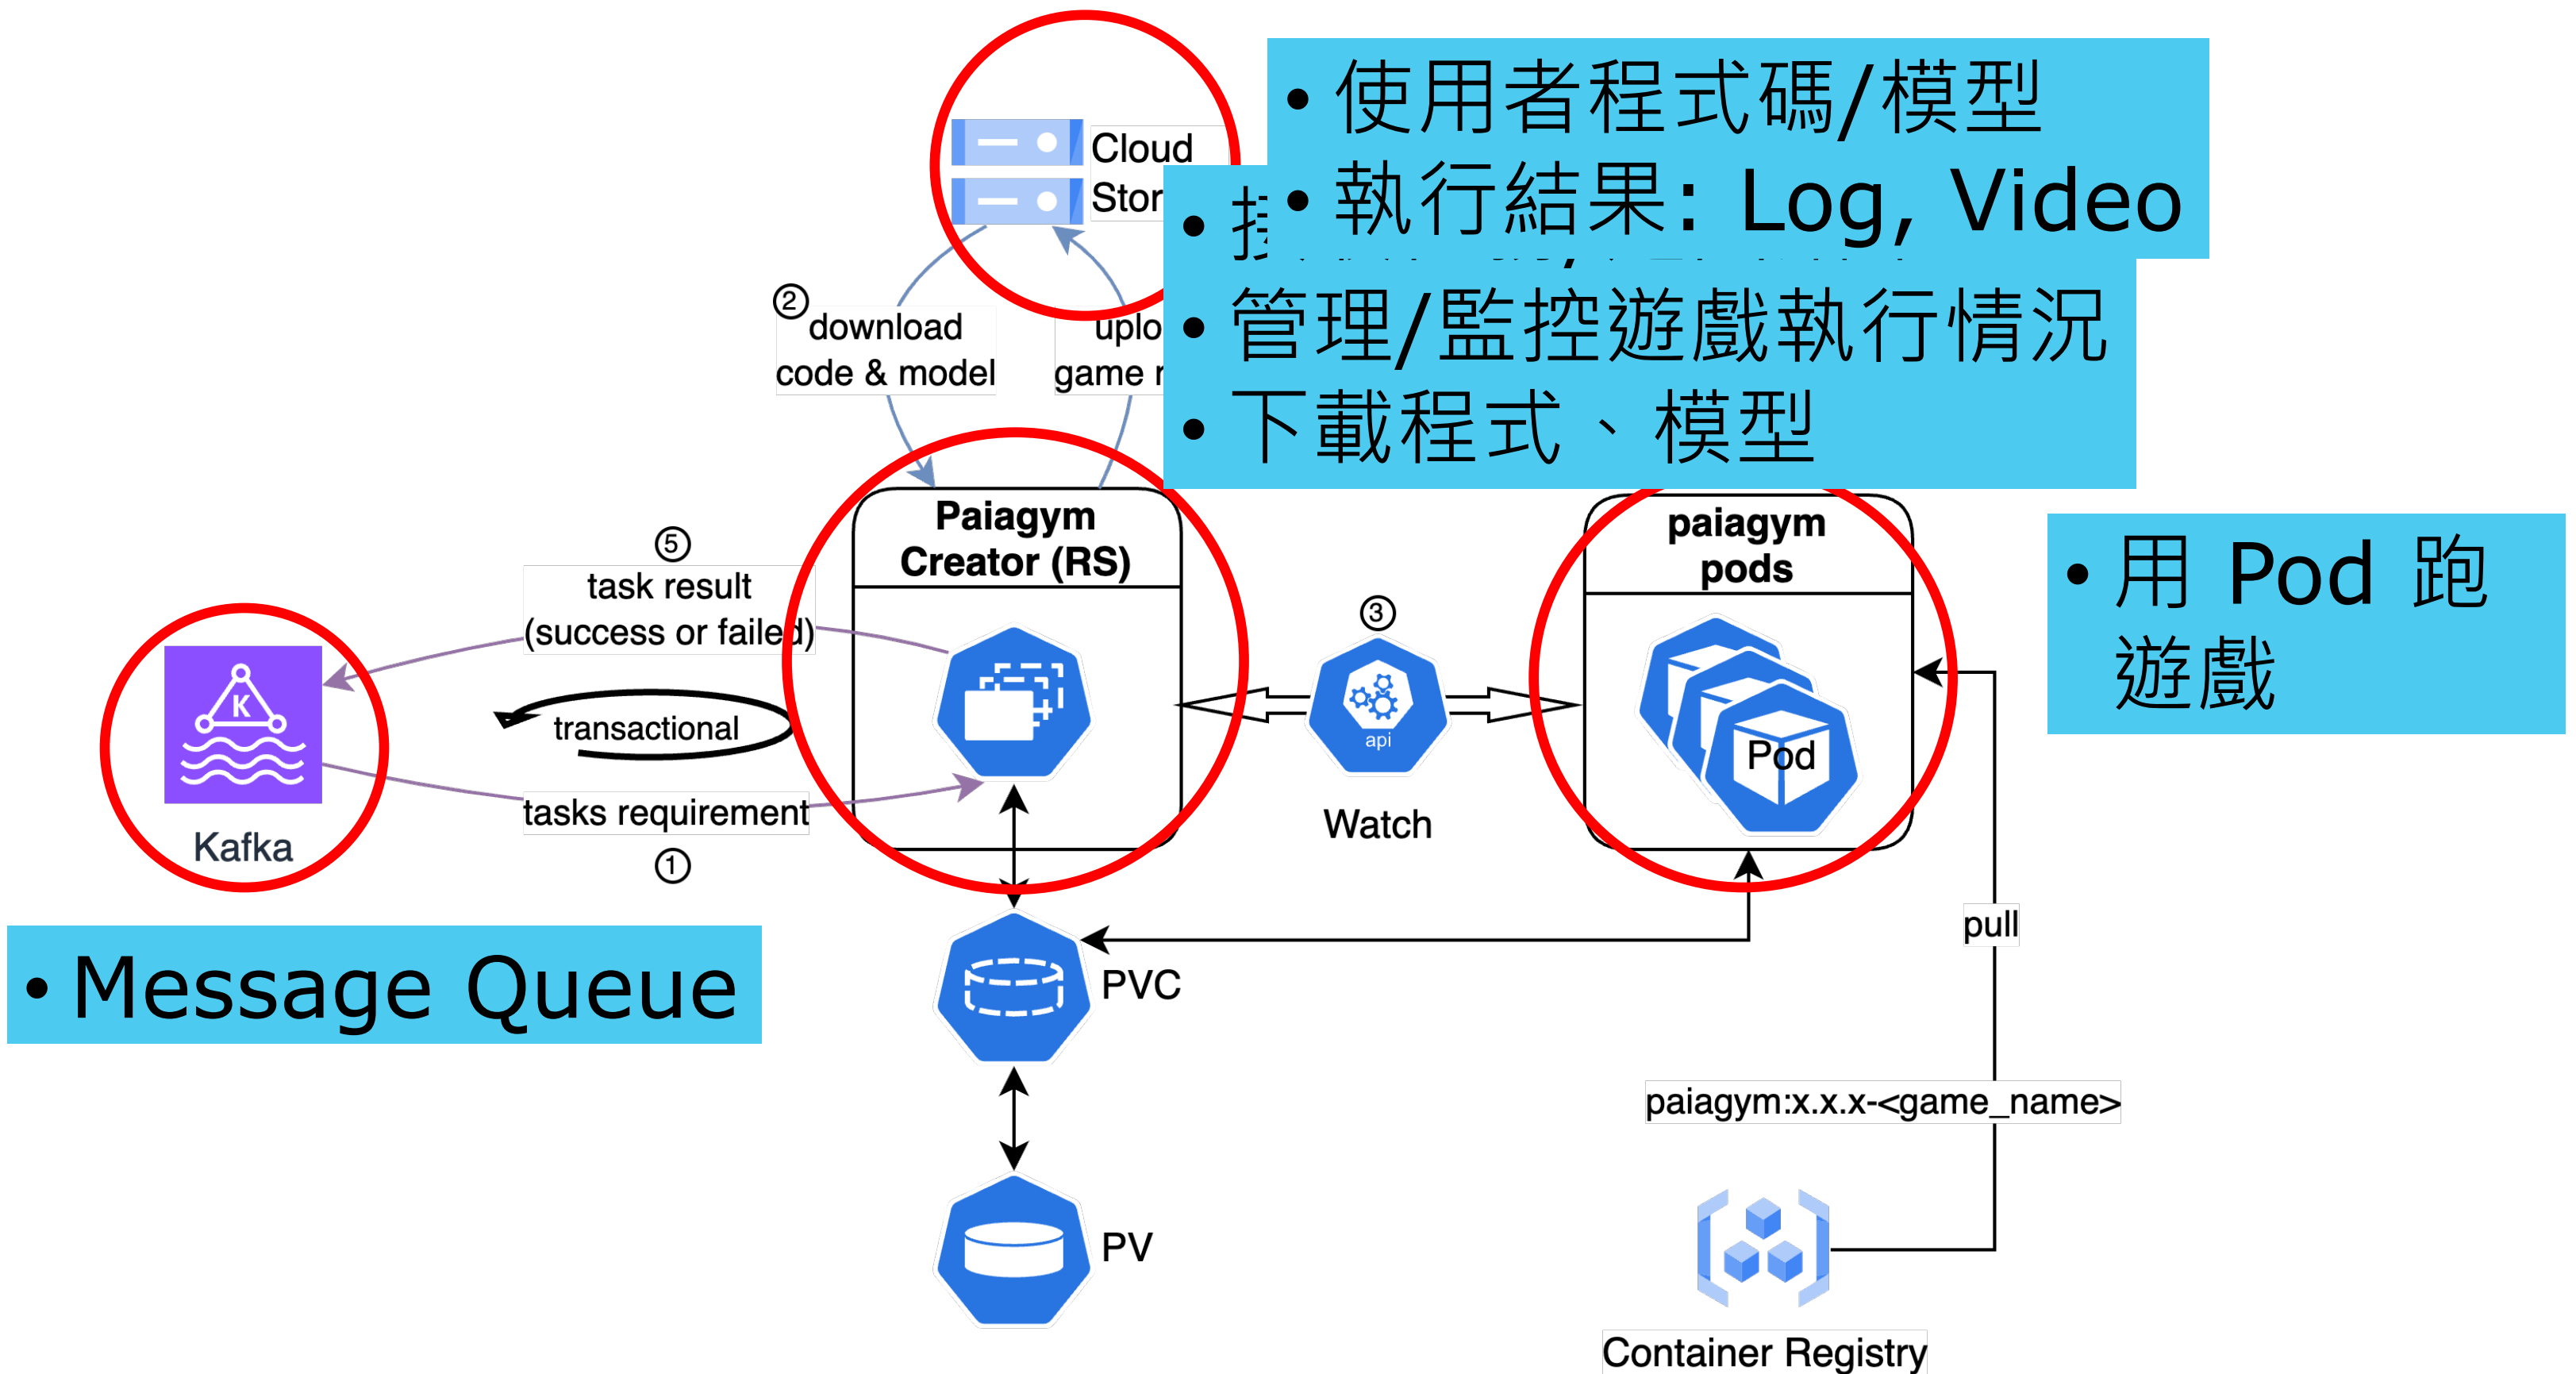 • 使用者程式碼/模型
• 執行結果: Log, Video
Cloud
Stor
• 管理/監控遊戲執行情況
• 下載程式、模型
②
download
code & model
uplo
game
Paiagym
Creator (RS)
paiagym
pods
• 用 Pod 跑
遊戲
⑤
task result
(success or failed)
③
api
Watch
Pod
K
Kafka
transactional
tasks requirement
①
• Message Queue
PVC
pull
paiagym:x.x.x-<game_name>
PV
Container Registry